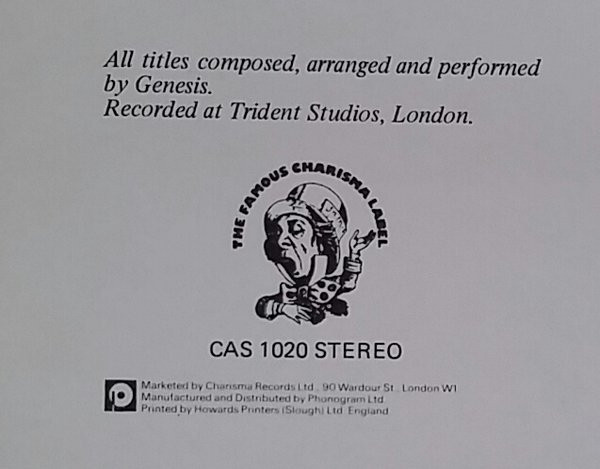 All titles composed, arranged and performed
by Genesis.
Recorded at Trident Studios, London.
THE FAMOUS CHARISMA LABEL
CAS 1020 STEREO
Marketed by Charisma Records Ltd., 90 Wardour St., London W1
Manufactured and Distributed by Phonogram Ltd.
Printed by Howards Printers (Slough) Ltd. England